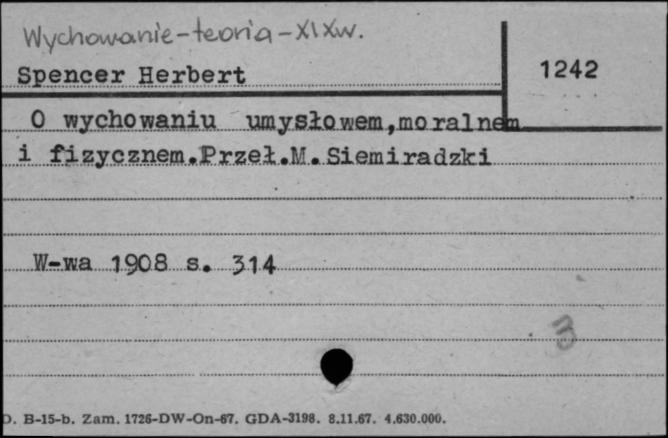 Wychowanie-teoria-XIXw.
Spencer Herbert
1242
O wychowaniu umysłowem,moralnem
i fizycznem.Przeł.M.Siemiradzki
W-wa 1908 s. 314
3
D. B-15-b. Zam. 1726-DW-On-67. GDA-3198. 8.11.67. 4.630.000.